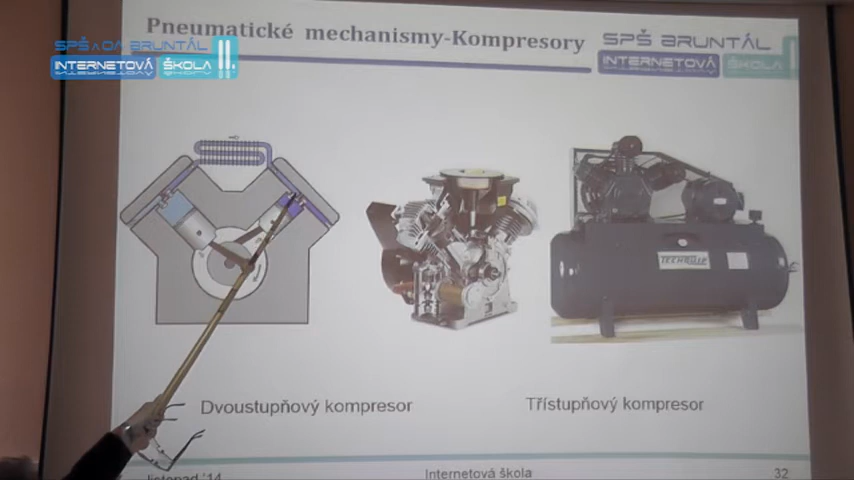 Pneumatické mechanismy-Kompresory
SPŠ A OA BRUNTÁL
INTERNETOVÁ ŠKOLA II.
SPŠ BRUNTÁL
INTERNETOVÁ ŠKOLA
Dvoustupňový kompresor
Třístupňový kompresor
listopad '14
Internetová škola
32